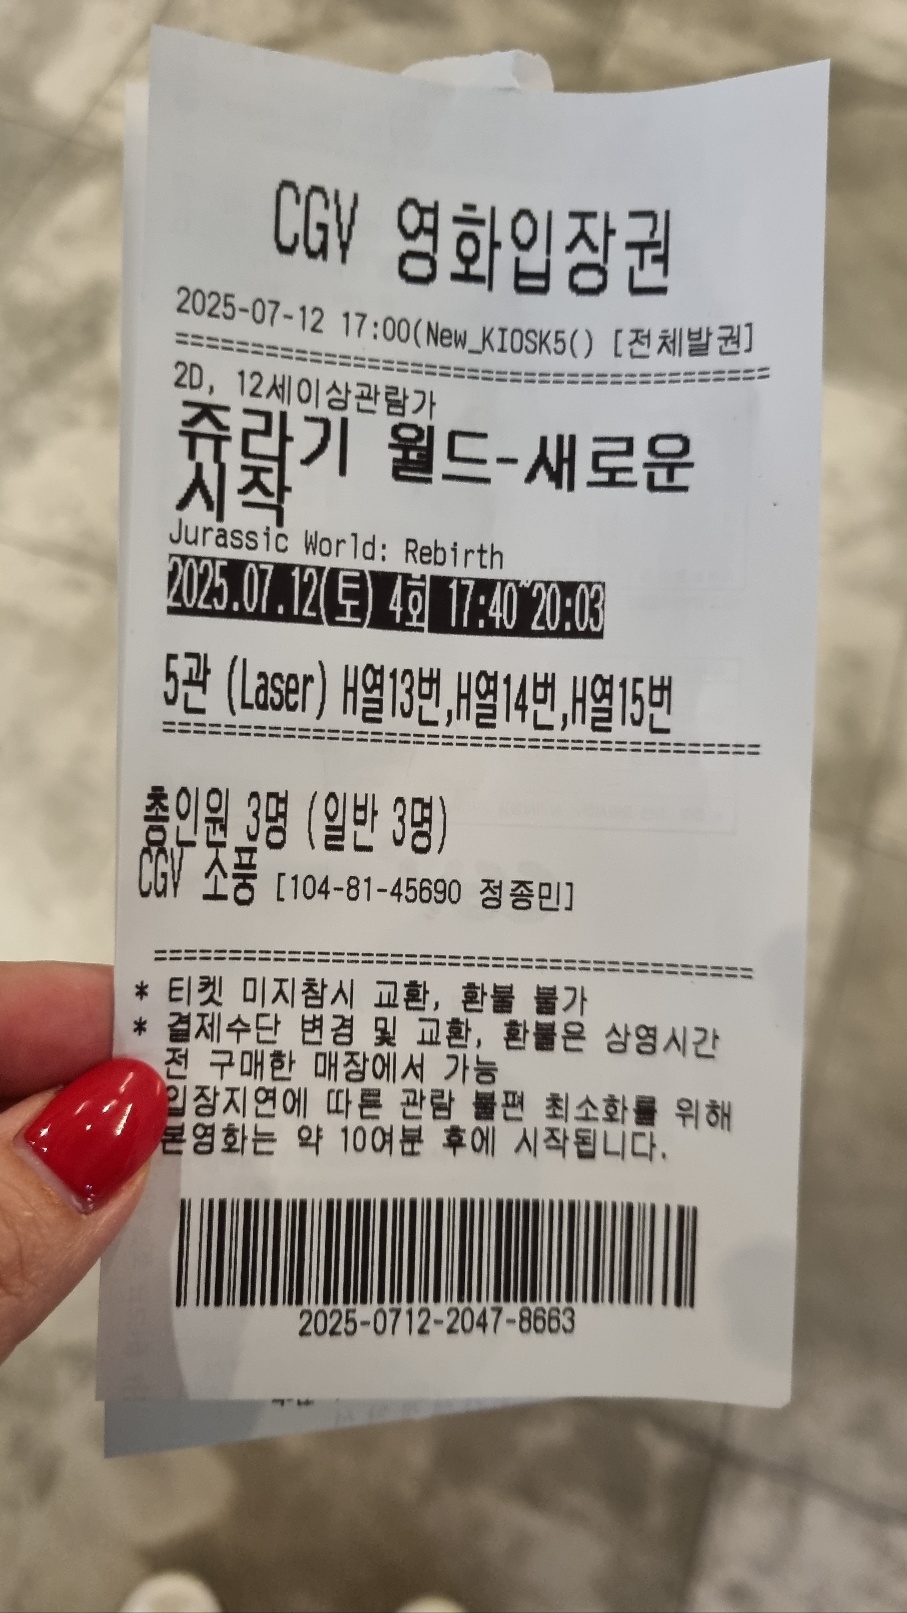 CGV 영화입장권
2025-07-12 17:00(New_KIOSK5() [전체발권]
================================================
2D, 12세이상관람가
쥬라기 월드-새로운
시작
Jurassic World: Rebirth
2025.07.12(토) 4회 17:40~20:03
5관 (Laser) H열13번,H열14번,H열15번
================================================
총인원 3명 (일반 3명)
CGV 소풍 [104-81-45690 정종민]
================================================
* 티켓 미지참시 교환, 환불 불가
* 결제수단 변경 및 교환, 환불은 상영시간
전 구매한 매장에서 가능
입장지연에 따른 관람 불편 최소화를 위해
본영화는 약 10여분 후에 시작됩니다.
2025-0712-2047-8663